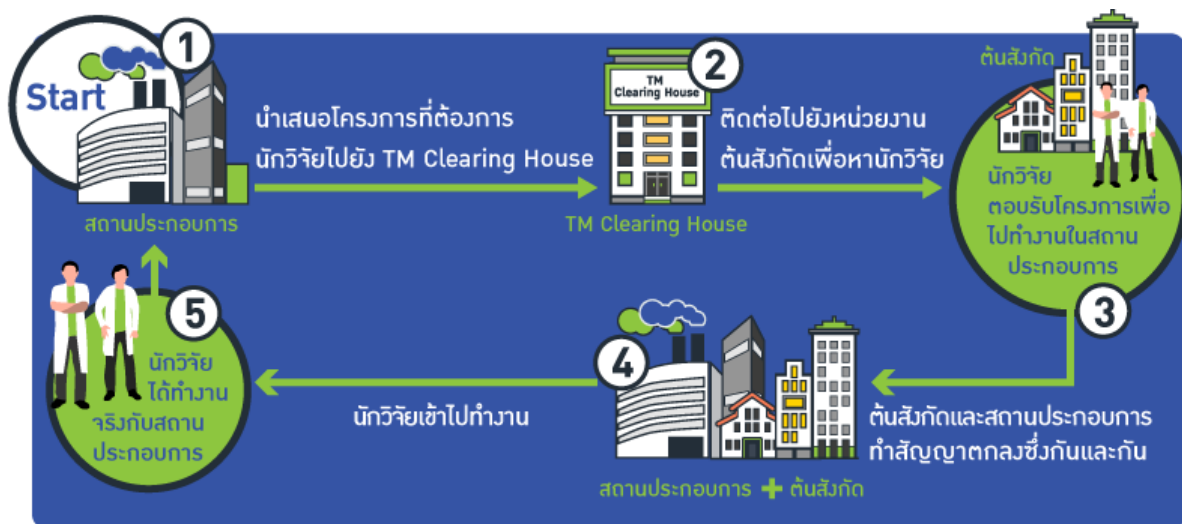 1
Start
นำเสนอโครงการที่ต้องการ
นักวิจัยไปยัง TM Clearing House
สถานประกอบการ
2
TM
Clearing House
TM Clearing House
ติดต่อไปยังหน่วยงาน
ต้นสังกัดเพื่อหานักวิจัย
ต้นสังกัด
นักวิจัย
ตอบรับโครงการเพื่อ
ไปทำงานในสถาน
ประกอบการ
3
ต้นสังกัดและสถานประกอบการ
ทำสัญญาตกลงซึ่งกันและกัน
4
สถานประกอบการ + ต้นสังกัด
นักวิจัยเข้าไปทำงาน
5
นักวิจัย
ได้ทำงาน
จริงกับสถาน
ประกอบการ